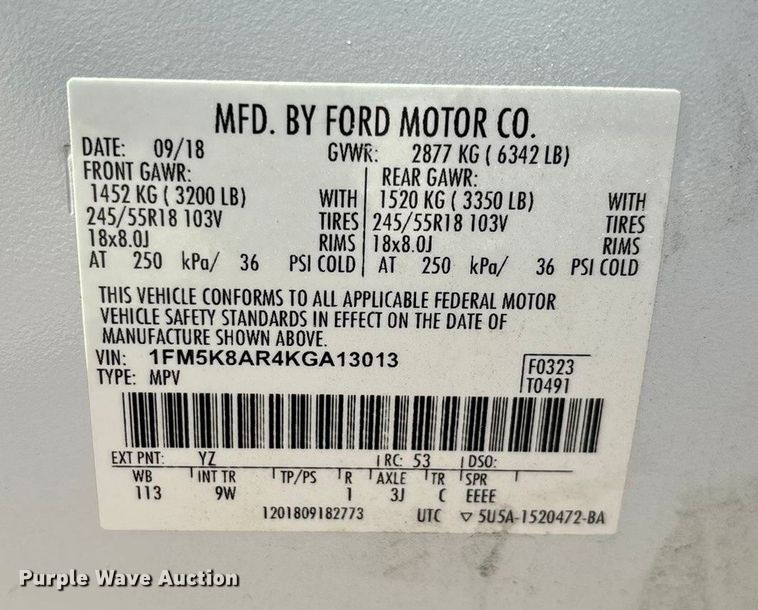 MFD. BY FORD MOTOR CO.
DATE: 09/18 GVWR: 2877 KG ( 6342 LB)
FRONT GAWR: REAR GAWR:
1452 KG ( 3200 LB) WITH 1520 KG ( 3350 LB) WITH
245/55R18 103V TIRES 245/55R18 103V TIRES
18x8.0J RIMS 18x8.0J RIMS
AT 250 kPa/ 36 PSI COLD AT 250 kPa/ 36 PSI COLD
THIS VEHICLE CONFORMS TO ALL APPLICABLE FEDERAL MOTOR
VEHICLE SAFETY STANDARDS IN EFFECT ON THE DATE OF
MANUFACTURE SHOWN ABOVE.
VIN: 1FM5K8AR4KGA13013 F0323
TYPE: MPV T0491
EXT PNT: YZ RC: 53 DSO:
WB INT TR TP/PS R AXLE TR SPR
113 9W 1 3J C EEEE
1201809182773 UTC ▽ 5U5A-1520472-BA
Purple Wave Auction